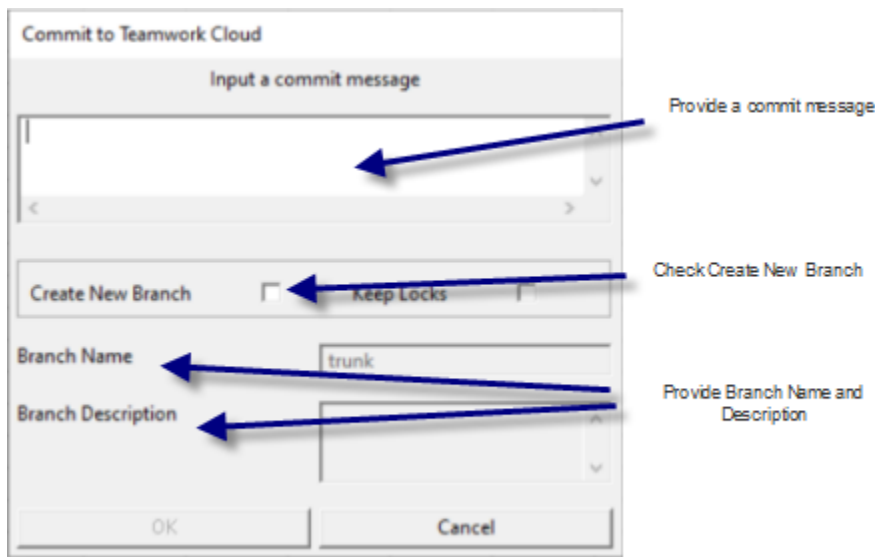 Commit to Teamwork Cloud
Input a commit message
Provide a commit message
Check Create New Branch
Create New Branch
Keep Locks
Branch Name
trunk
Provide Branch Name and
Description
Branch Description
OK
Cancel